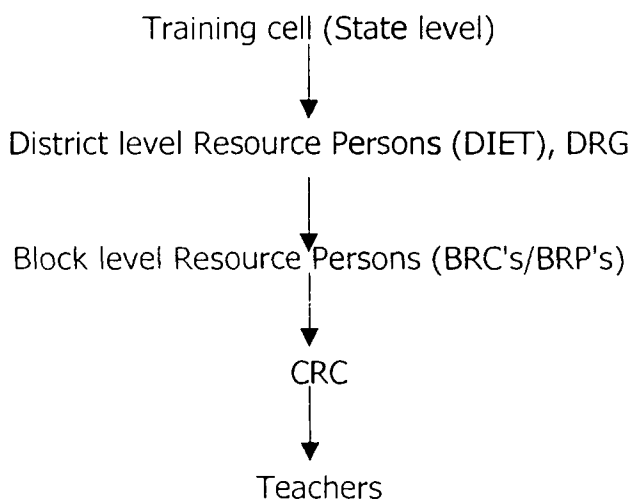 Training cell (State level)
District level Resource Persons (DIET), DRG
Block level Resource Persons (BRC's/BRP's)
CRC
Teachers